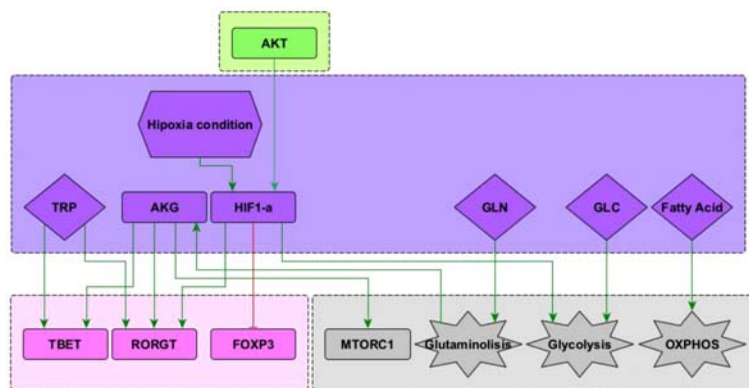 AKT
Hipoxia condition
TRP
AKG
HIF1-a
GLN
GLC
Fatty Acid
TBET
RORGT
FOXP3
MTORC1
Glutaminolisis
Glycolysis
OXPHOS